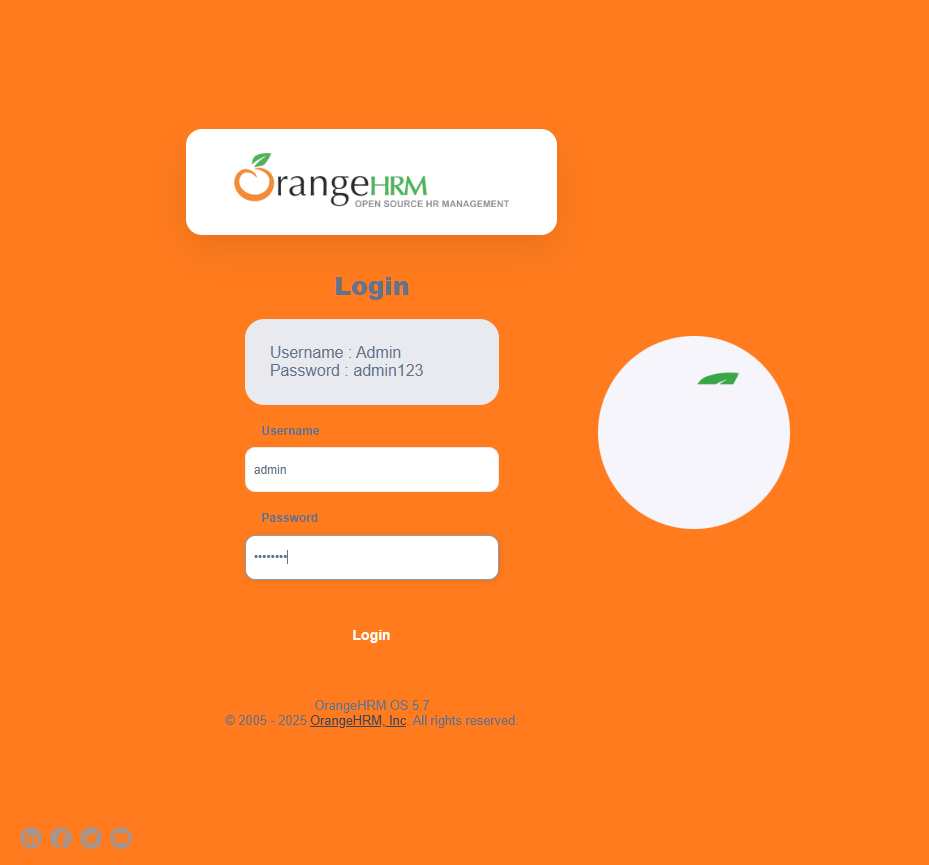 OrangeHRM
OPEN SOURCE HR MANAGEMENT
Login
Username : Admin
Password : admin123
Username
admin
Password
••••••••
Login
OrangeHRM OS 5.7
© 2005 - 2025 OrangeHRM, Inc. All rights reserved.